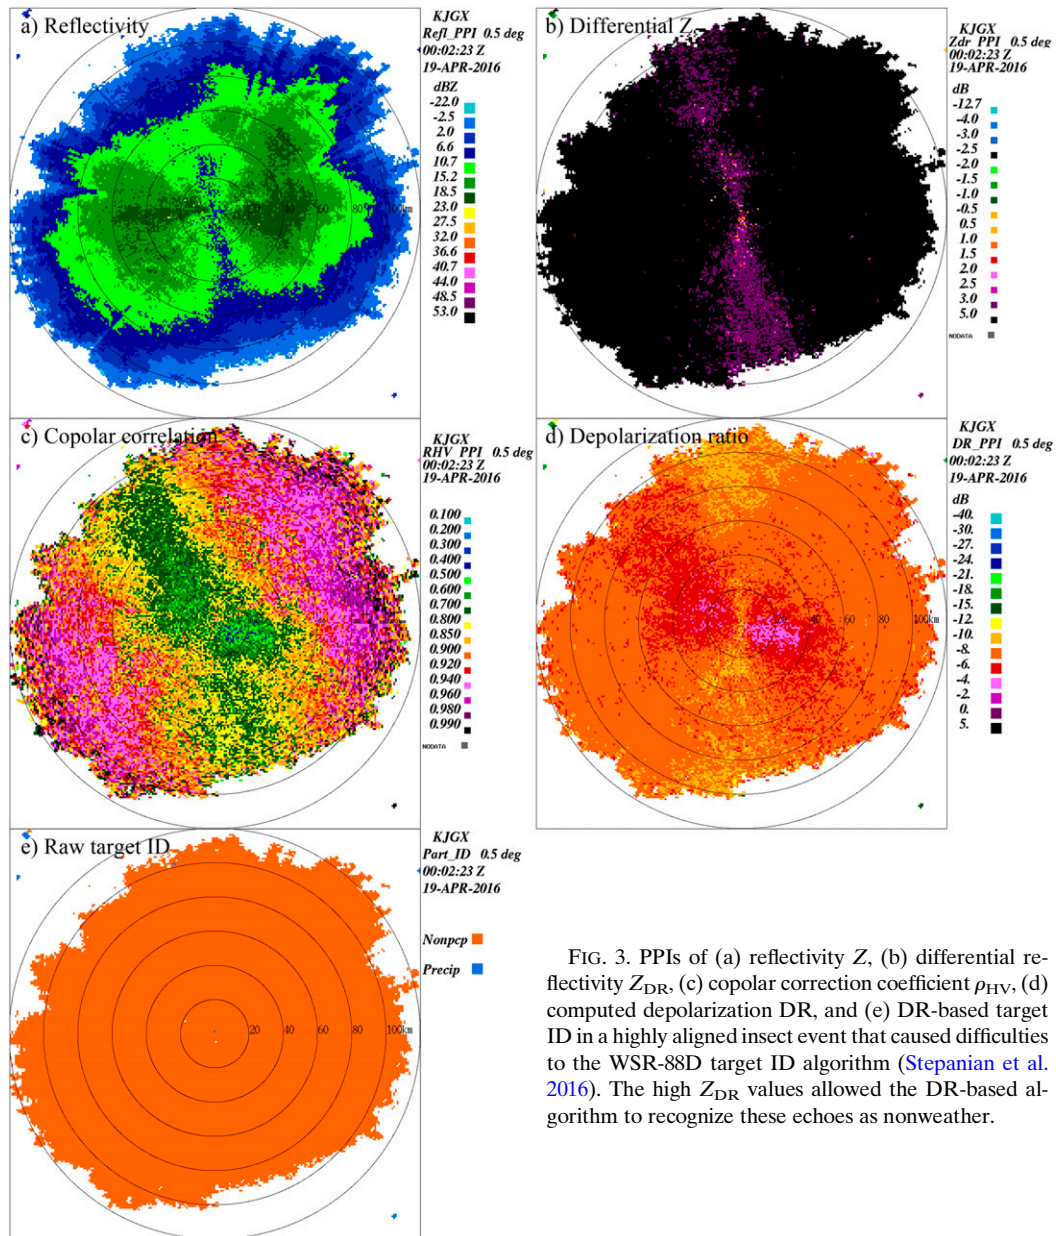 a) Reflectivity
KJGX
Refl_PPI 0.5 deg
00:02:23 Z
19-APR-2016
dBZ
-22.0
-2.5
2.0
6.6
10.7
15.2
18.5
23.0
27.5
32.0
36.6
40.7
44.0
48.5
53.0
20 40 60 80 100km
b) Differential Z
KJGX
Zdr_PPI 0.5 deg
00:02:23 Z
19-APR-2016
dB
-12.7
-4.0
-3.0
-2.5
-2.0
-1.0
-0.5
0.5
1.0
1.5
2.0
2.5
3.0
5.0
NODATA
c) Copolar correlation
KJGX
RHV_PPI 0.5 deg
00:02:23 Z
19-APR-2016
0.100
0.200
0.300
0.400
0.500
0.600
0.700
0.800
0.850
0.900
0.920
0.940
0.960
0.980
0.990
NODATA
d) Depolarization ratio
KJGX
DR_PPI 0.5 deg
00:02:23 Z
19-APR-2016
dB
-40.
-30.
-27.
-24.
-21.
-18.
-15.
-12.
-10.
-8.
-6.
-4.
-2.
0.
5.
20 40 60 80 100km
e) Raw target ID
KJGX
Part_ID 0.5 deg
00:02:23 Z
19-APR-2016
Nonpcp
Precip
20 40 60 80 100km
FIG. 3. PPIs of (a) reflectivity Z, (b) differential re-
flectivity ZDR, (c) copolar correction coefficient ρHV, (d)
computed depolarization DR, and (e) DR-based target
ID in a highly aligned insect event that caused difficulties
to the WSR-88D target ID algorithm (Stepanian et al.
2016). The high ZDR values allowed the DR-based al-
gorithm to recognize these echoes as nonweather.